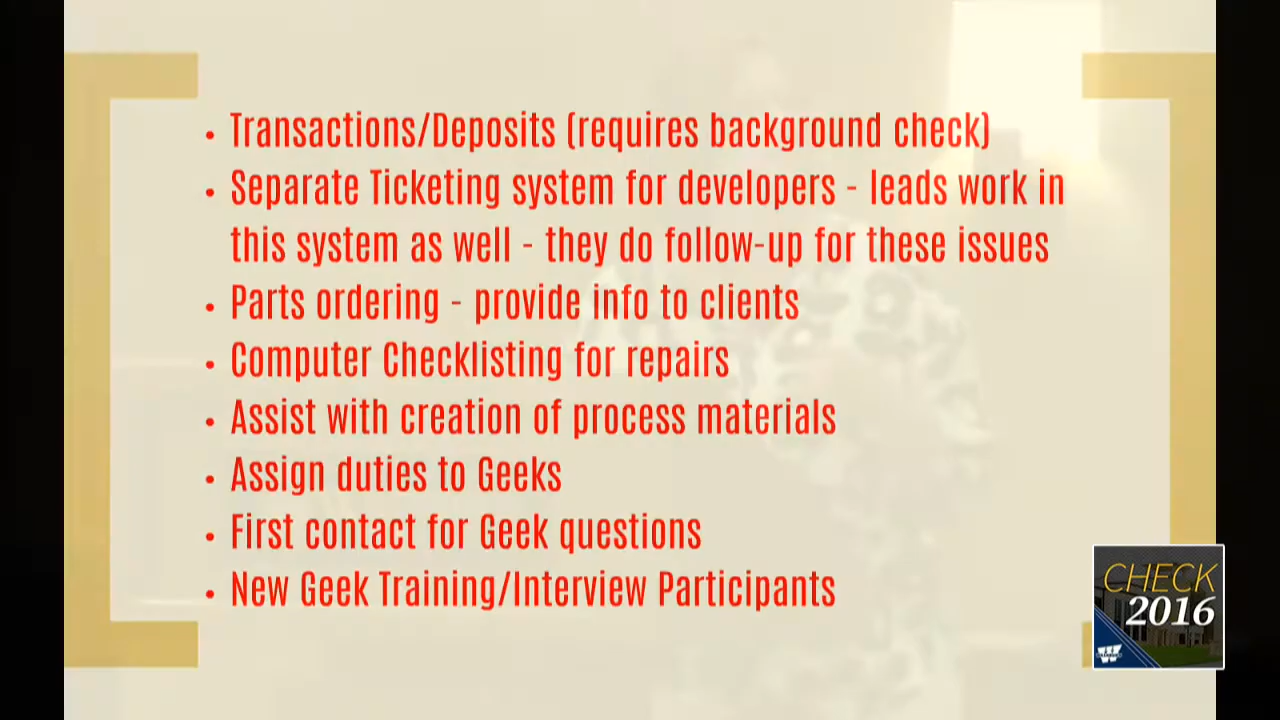 • Transactions/Deposits (requires background check)
• Separate Ticketing system for developers - leads work in
this system as well - they do follow-up for these issues
• Parts ordering - provide info to clients
• Computer Checklisting for repairs
• Assist with creation of process materials
• Assign duties to Geeks
• First contact for Geek questions
• New Geek Training/Interview Participants
CHECK
2016
W